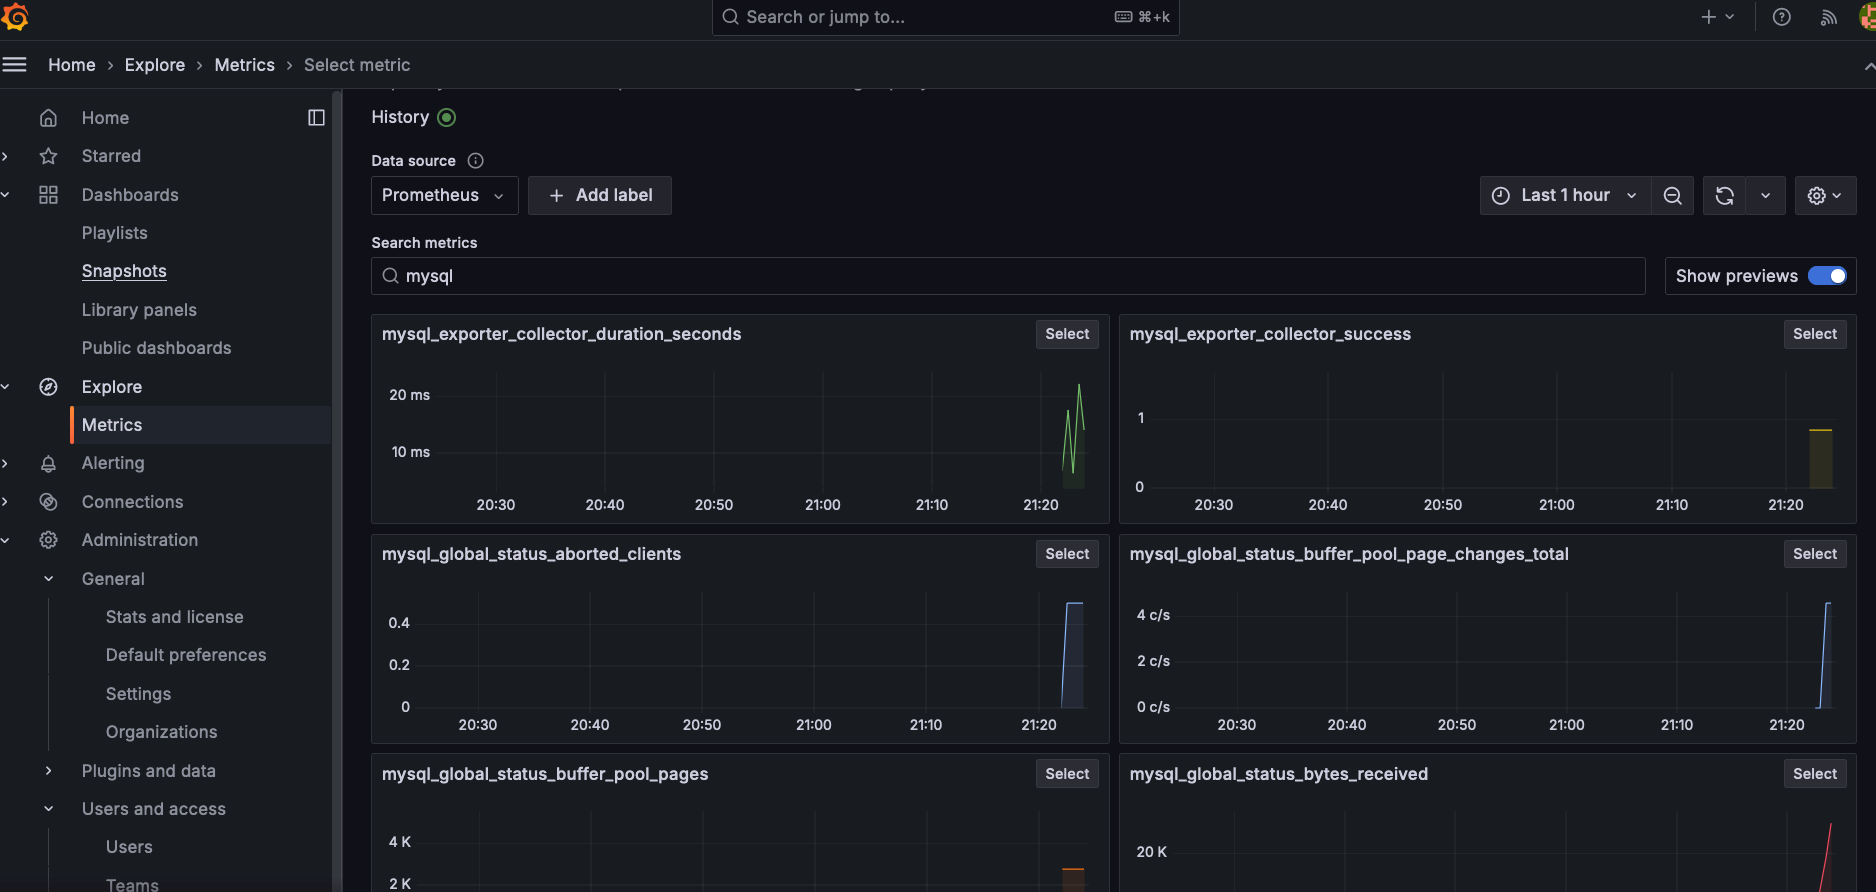 Search or jump to...
⌘+k
Home › Explore › Metrics › Select metric
Home
Starred
Dashboards
Playlists
Snapshots
Library panels
Public dashboards
Explore
Metrics
Alerting
Connections
Administration
General
Stats and license
Default preferences
Settings
Organizations
Plugins and data
Users and access
Users
Teams
History
Data source
Prometheus
+ Add label
Last 1 hour
Search metrics
mysql
Show previews
mysql_exporter_collector_duration_seconds
Select
20 ms
10 ms
20:30 20:40 20:50 21:00 21:10 21:20
mysql_exporter_collector_success
Select
1
0
20:30 20:40 20:50 21:00 21:10 21:20
mysql_global_status_aborted_clients
Select
0.4
0.2
0
20:30 20:40 20:50 21:00 21:10 21:20
mysql_global_status_buffer_pool_page_changes_total
Select
4 c/s
2 c/s
0 c/s
20:30 20:40 20:50 21:00 21:10 21:20
mysql_global_status_buffer_pool_pages
Select
4 K
2 K
mysql_global_status_bytes_received
Select
20 K